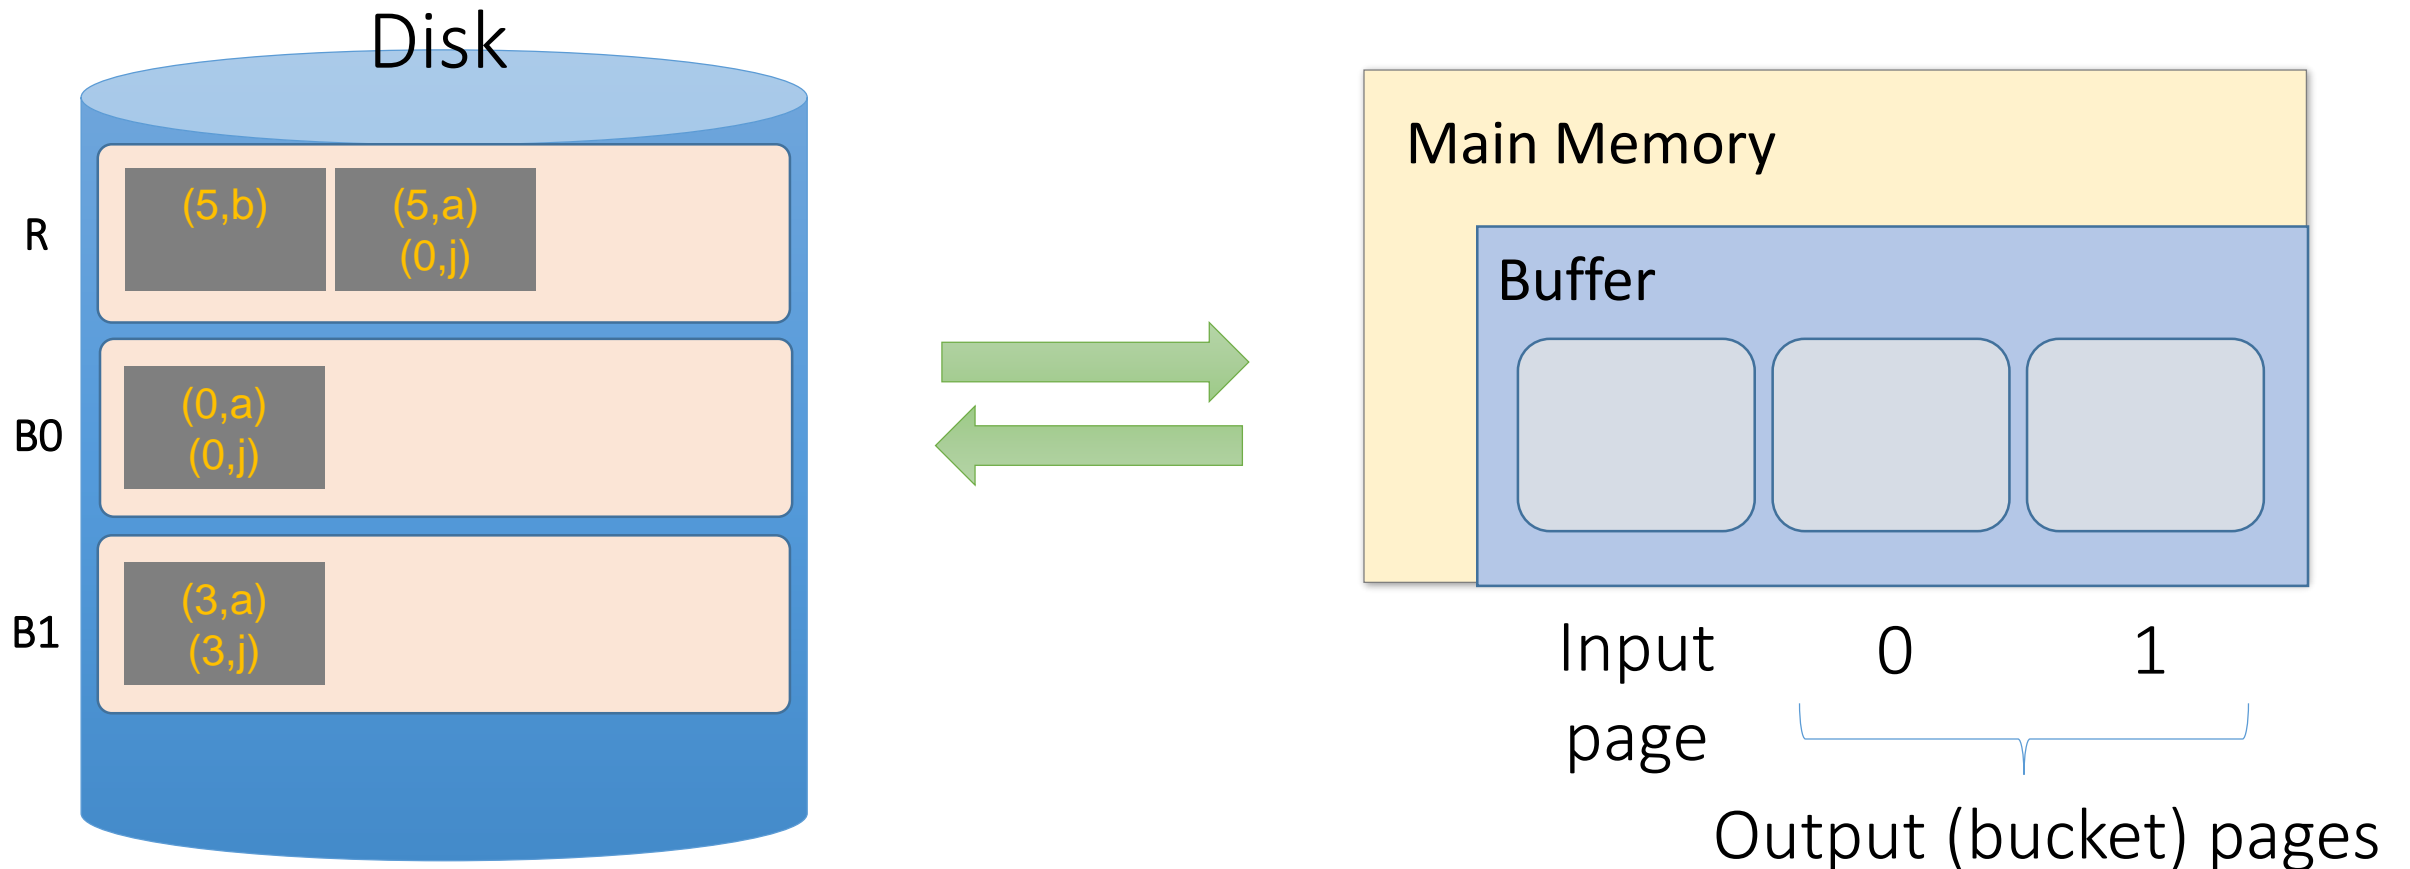 Disk
R
(5,b)
(5,a)
(0,j)
B0
(0,a)
(0,j)
B1
(3,a)
(3,j)
Main Memory
Buffer
Input
page
0
1
Output (bucket) pages